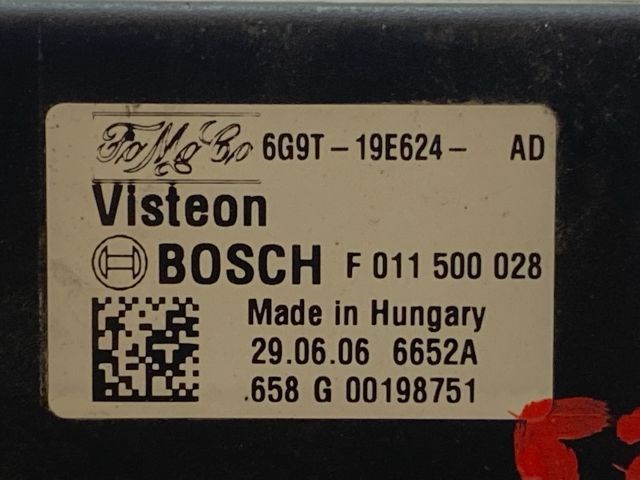 FoMoCo 6G9T-19E624- AD
Visteon
BOSCH F 011 500 028
Made in Hungary
29.06.06 6652A
658 G 00198751